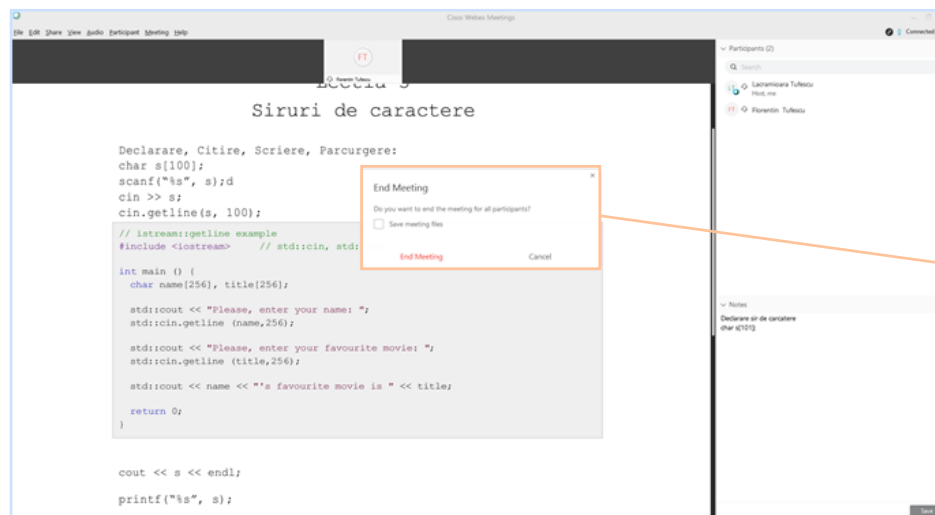 Cisco Webex Meetings
File Edit Share View Audio Participant Meeting Help
Connected
FT
Florentin Tufescu
Lectia 5
Siruri de caractere
Declarare, Citire, Scriere, Parcurgere:
char s[100];
scanf("%s", s);d
cin >> s;
cin.getline(s, 100);
// istream::getline example
#include <iostream> // std::cin, std:
int main () {
char name[256], title[256];
std::cout << "Please, enter your name: ";
std::cin.getline (name,256);
std::cout << "Please, enter your favourite movie: ";
std::cin.getline (title,256);
std::cout << name << "'s favourite movie is " << title;
return 0;
}
cout << s << endl;
printf("%s", s);
End Meeting
Do you want to end the meeting for all participants?
Save meeting files
End Meeting Cancel
Participants (2)
Search
Lacramioara Tufescu
Host, me
FT Florentin Tufescu
Notes
Declarare sir de carcatere
char s[101];
Save